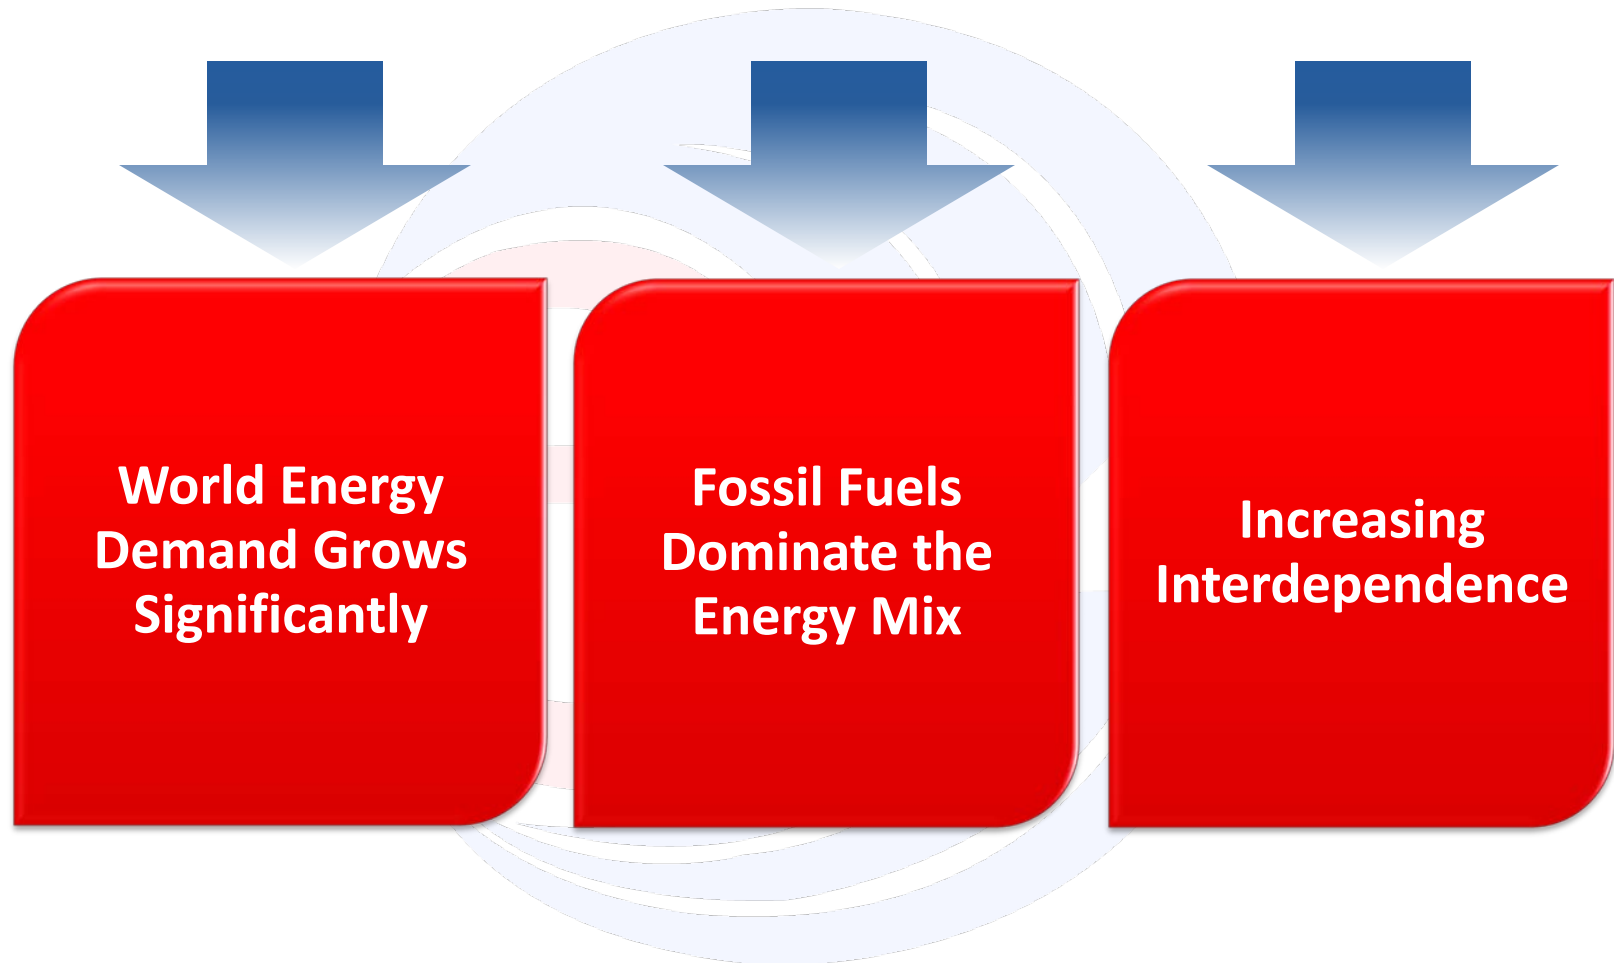 World Energy
Demand Grows
Significantly
Fossil Fuels
Dominate the
Energy Mix
Increasing
Interdependence